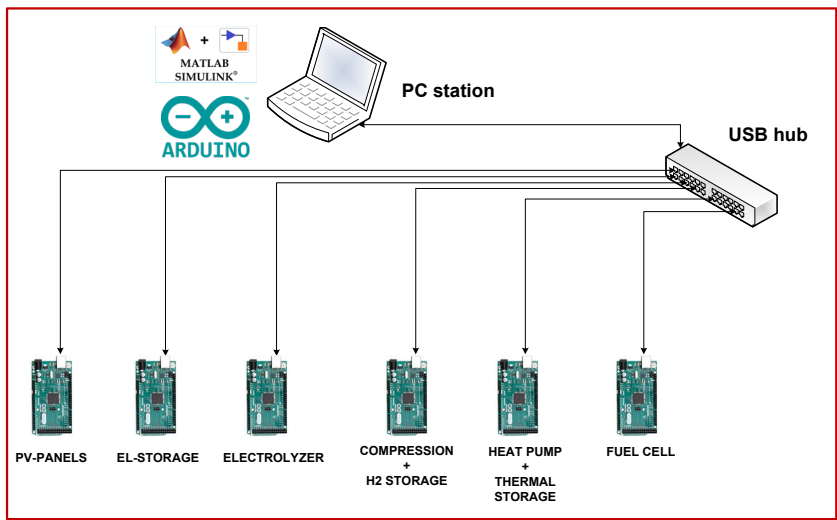 MATLAB
SIMULINK®
ARDUINO
PC station
USB hub
PV-PANELS
EL-STORAGE
ELECTROLYZER
COMPRESSION
+
H2 STORAGE
HEAT PUMP
+
THERMAL
STORAGE
FUEL CELL